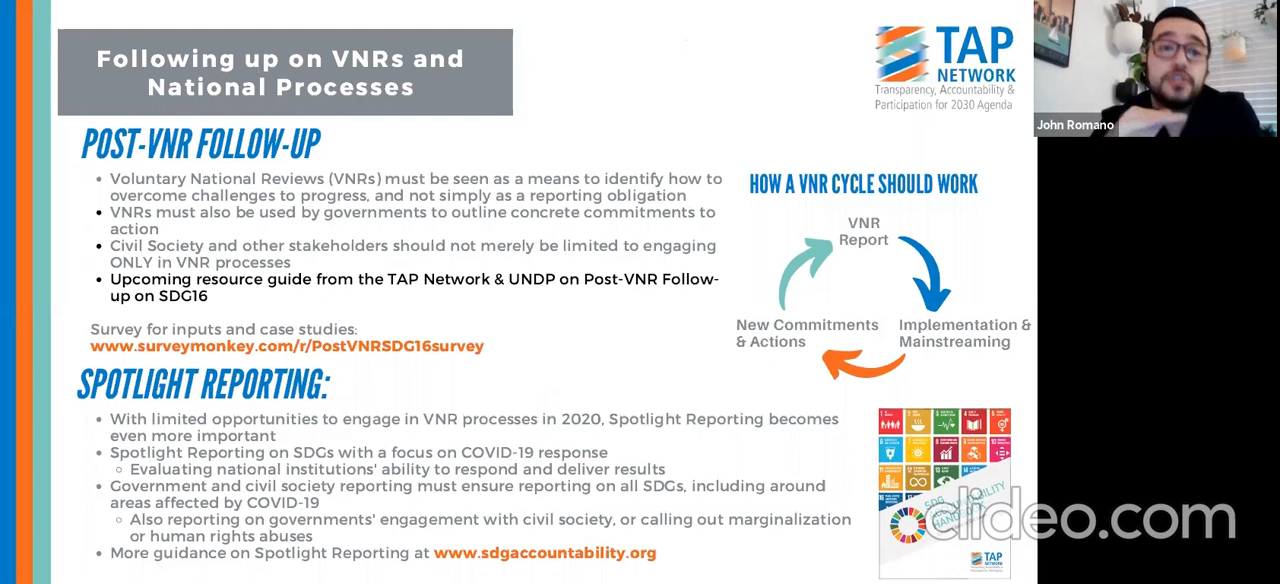 Following up on VNRs and
National Processes
TAP
NETWORK
Transparency, Accountability &
Participation for 2030 Agenda
John Romano
POST-VNR FOLLOW-UP
Voluntary National Reviews (VNRs) must be seen as a means to identify how to
overcome challenges to progress, and not simply as a reporting obligation
VNRs must also be used by governments to outline concrete commitments to
action
Civil Society and other stakeholders should not merely be limited to engaging
ONLY in VNR processes
Upcoming resource guide from the TAP Network & UNDP on Post-VNR Follow-
up on SDG16
Survey for inputs and case studies:
www.surveymonkey.com/r/PostVNRSDG16survey
HOW A VNR CYCLE SHOULD WORK
VNR
Report
New Commitments
& Actions
Implementation &
Mainstreaming
SPOTLIGHT REPORTING:
With limited opportunities to engage in VNR processes in 2020, Spotlight Reporting becomes
even more important
Spotlight Reporting on SDGs with a focus on COVID-19 response
Evaluating national institutions' ability to respond and deliver results
Government and civil society reporting must ensure reporting on all SDGs, including around
areas affected by COVID-19
Also reporting on governments' engagement with civil society, or calling out marginalization
or human rights abuses
More guidance on Spotlight Reporting at www.sdgaccountability.org
SDG
ACCOUNTABILITY
HANDBOOK
TAP
clideo.com